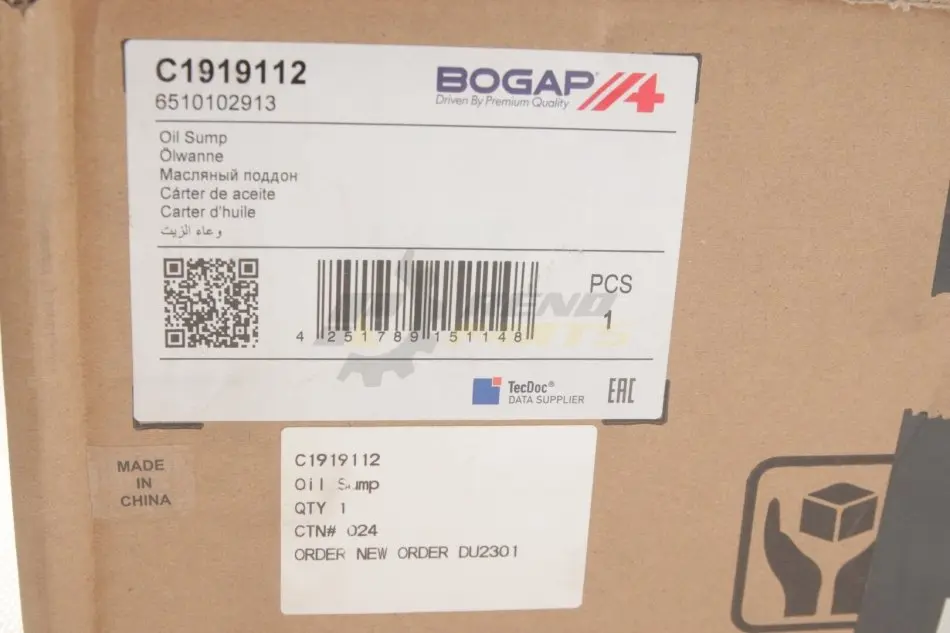 C1919112
6510102913
BOGAP
Driven By Premium Quality
Oil Sump
Ölwanne
Масляный поддон
Cárter de aceite
Carter d'huile
وعاء الزيت
PCS
1
4 251789 151148
TecDoc®
DATA SUPPLIER
EAC
MADE
IN
CHINA
C1919112
Oil Sump
QTY 1
CTN# 024
ORDER NEW ORDER DU2301